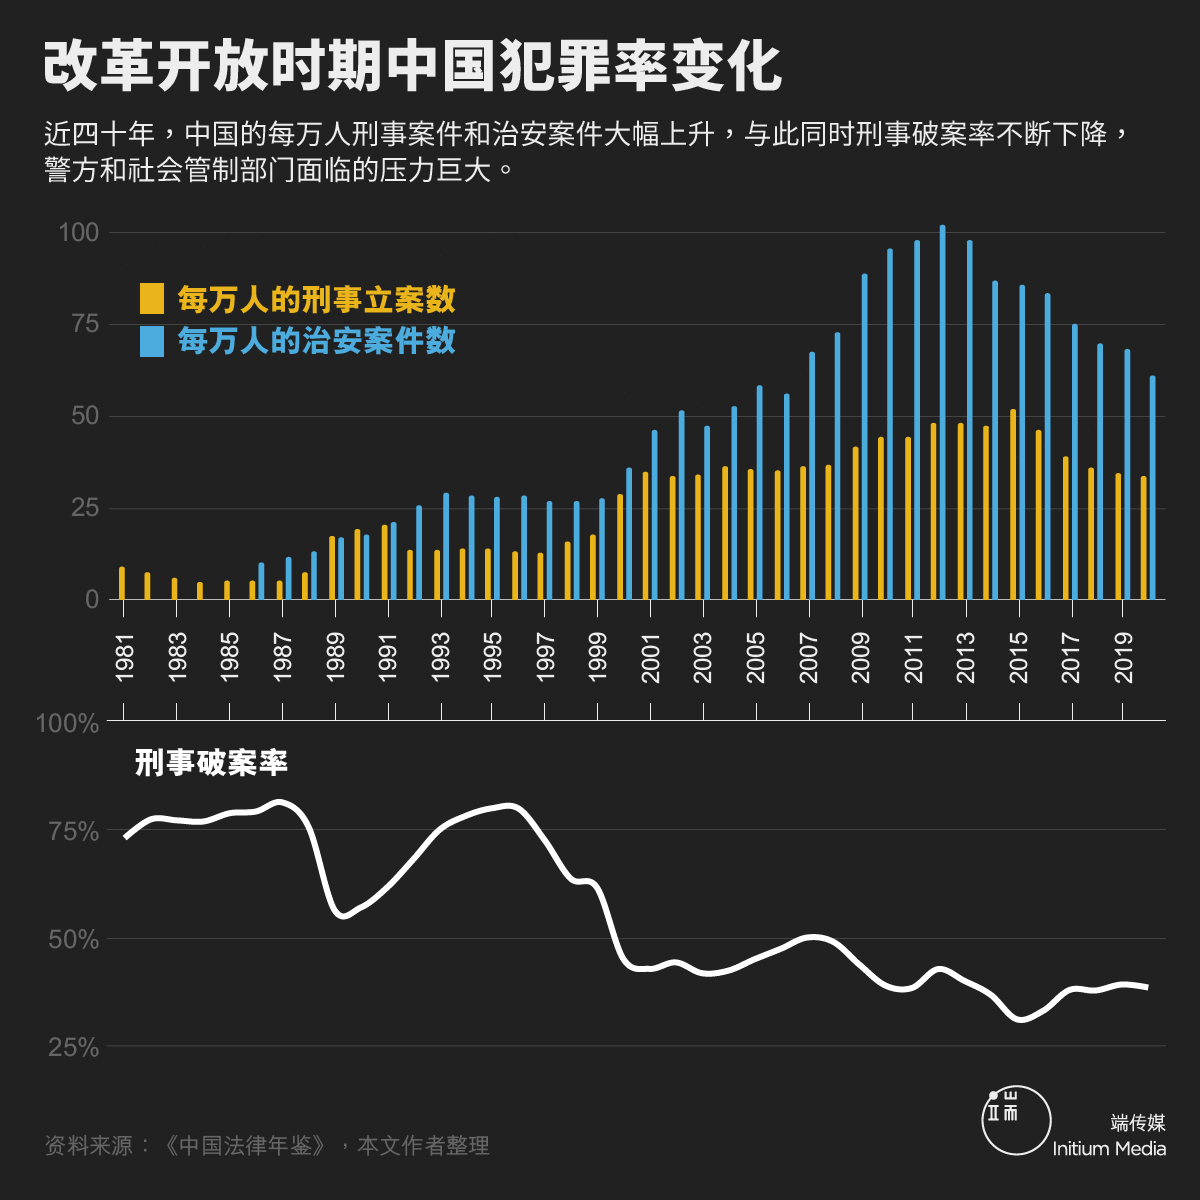 改革开放时期中国犯罪率变化
近四十年，中国的每万人刑事案件和治安案件大幅上升，与此同时刑事破案率不断下降，
警方和社会管制部门面临的压力巨大。
100
每万人的刑事立案数
75
每万人的治安案件数
50
25
0
1981
1983
1985
1987
1989
1991
1993
1995
1997
1999
2001
2003
2005
2007
2009
2011
2013
2015
2017
2019
100%
刑事破案率
75%
50%
25%
端
端传媒
资料来源：《中国法律年鉴》，本文作者整理
Initium Media